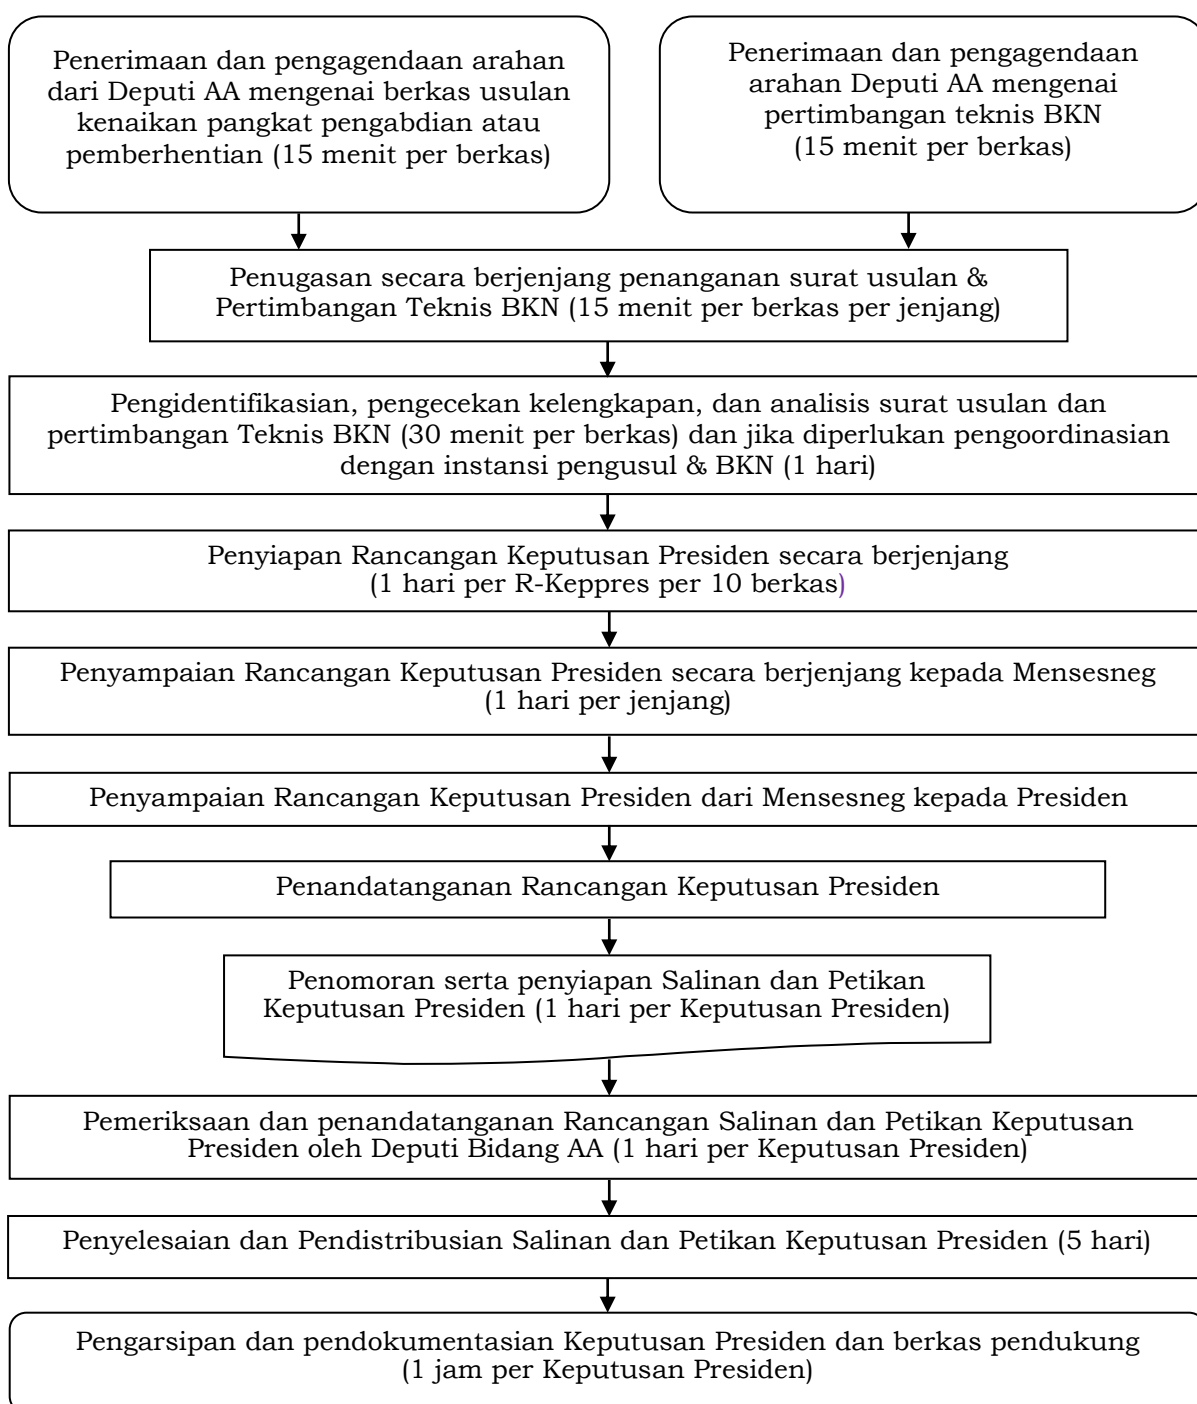 Penerimaan dan pengagendaan arahan
dari Deputi AA mengenai berkas usulan
kenaikan pangkat pengabdian atau
pemberhentian (15 menit per berkas)
Penerimaan dan pengagendaan
arahan Deputi AA mengenai
pertimbangan teknis BKN
(15 menit per berkas)
Penugasan secara berjenjang penanganan surat usulan &
Pertimbangan Teknis BKN (15 menit per berkas per jenjang)
Pengidentifikasian, pengecekan kelengkapan, dan analisis surat usulan dan
pertimbangan Teknis BKN (30 menit per berkas) dan jika diperlukan pengoordinasian
dengan instansi pengusul & BKN (1 hari)
Penyiapan Rancangan Keputusan Presiden secara berjenjang
(1 hari per R-Keppres per 10 berkas)
Penyampaian Rancangan Keputusan Presiden secara berjenjang kepada Mensesneg
(1 hari per jenjang)
Penyampaian Rancangan Keputusan Presiden dari Mensesneg kepada Presiden
Penandatanganan Rancangan Keputusan Presiden
Penomoran serta penyiapan Salinan dan Petikan
Keputusan Presiden (1 hari per Keputusan Presiden)
Pemeriksaan dan penandatanganan Rancangan Salinan dan Petikan Keputusan
Presiden oleh Deputi Bidang AA (1 hari per Keputusan Presiden)
Penyelesaian dan Pendistribusian Salinan dan Petikan Keputusan Presiden (5 hari)
Pengarsipan dan pendokumentasian Keputusan Presiden dan berkas pendukung
(1 jam per Keputusan Presiden)